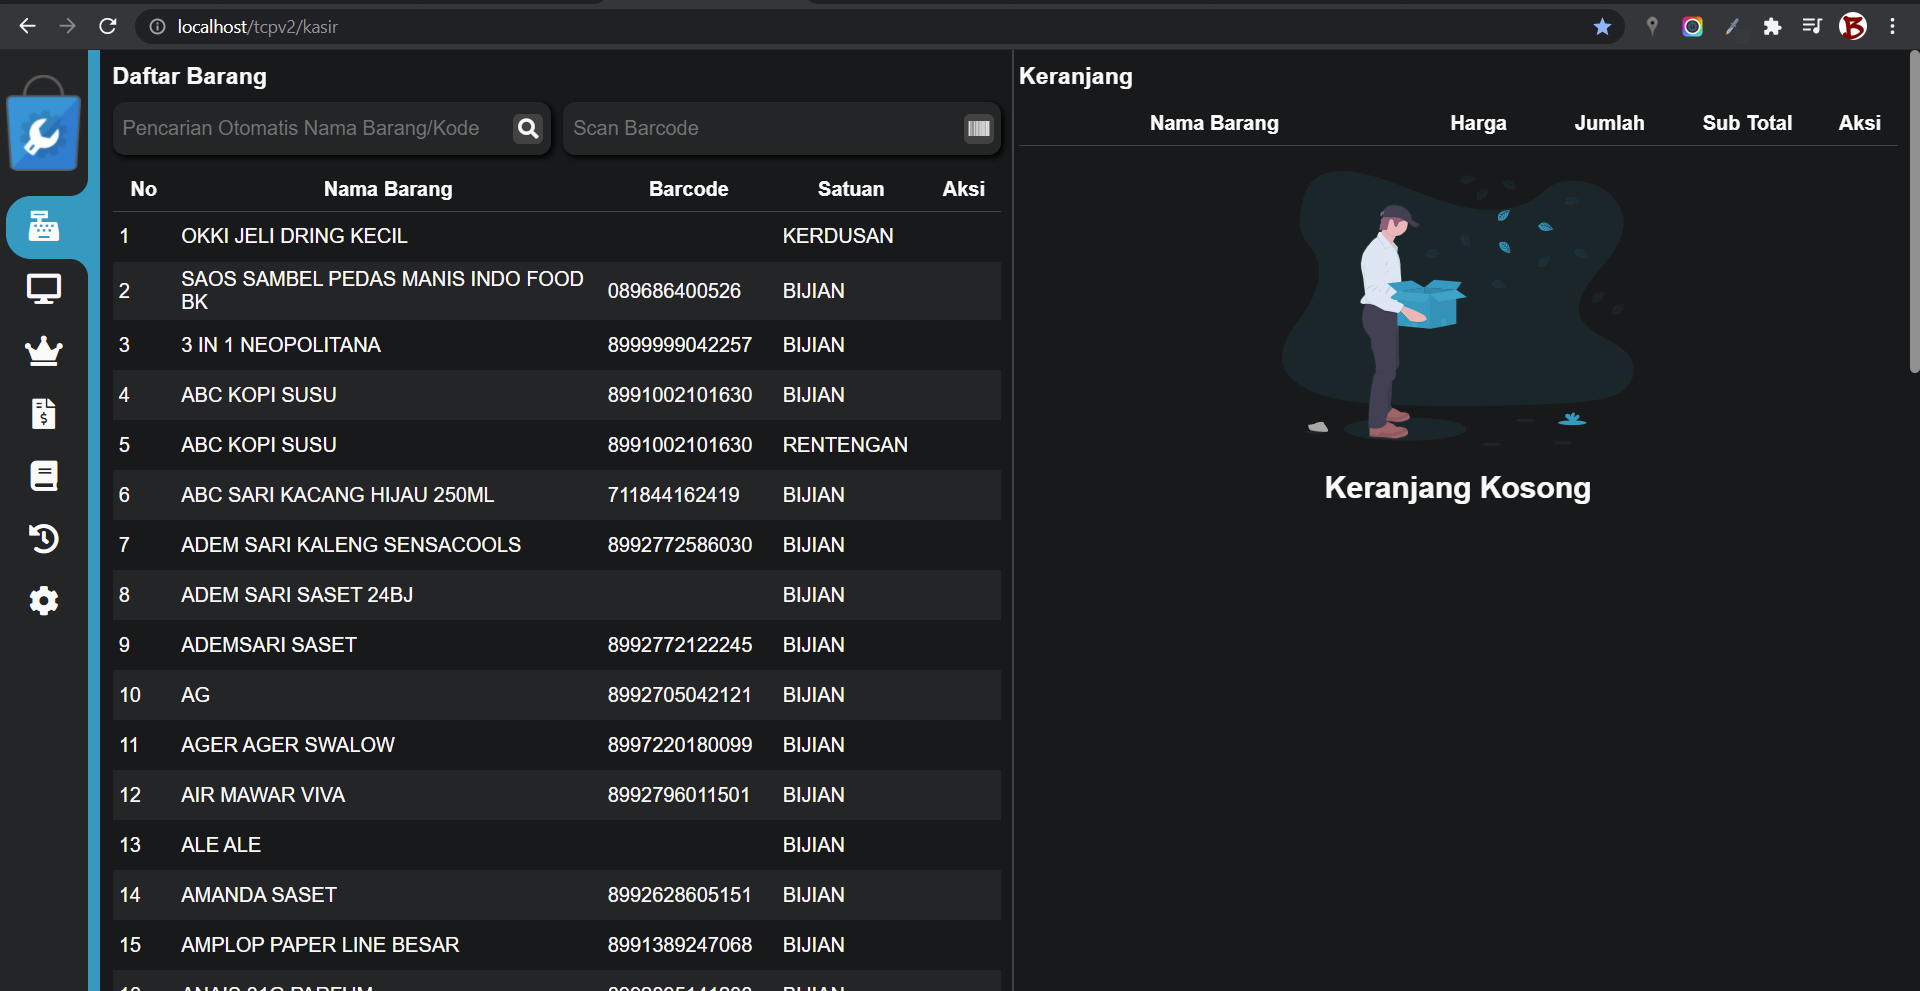 localhost/tcpv2/kasir
Daftar Barang
Pencarian Otomatis Nama Barang/Kode
Scan Barcode
No Nama Barang Barcode Satuan Aksi
1 OKKI JELI DRING KECIL KERDUSAN
2 SAOS SAMBEL PEDAS MANIS INDO FOOD
BK 089686400526 BIJIAN
3 3 IN 1 NEOPOLITANA 8999999042257 BIJIAN
4 ABC KOPI SUSU 8991002101630 BIJIAN
5 ABC KOPI SUSU 8991002101630 RENTENGAN
6 ABC SARI KACANG HIJAU 250ML 711844162419 BIJIAN
7 ADEM SARI KALENG SENSACOOLS 8992772586030 BIJIAN
8 ADEM SARI SASET 24BJ BIJIAN
9 ADEMSARI SASET 8992772122245 BIJIAN
10 AG 8992705042121 BIJIAN
11 AGER AGER SWALOW 8997220180099 BIJIAN
12 AIR MAWAR VIVA 8992796011501 BIJIAN
13 ALE ALE BIJIAN
14 AMANDA SASET 8992628605151 BIJIAN
15 AMPLOP PAPER LINE BESAR 8991389247068 BIJIAN
Keranjang
Nama Barang Harga Jumlah Sub Total Aksi
Keranjang Kosong